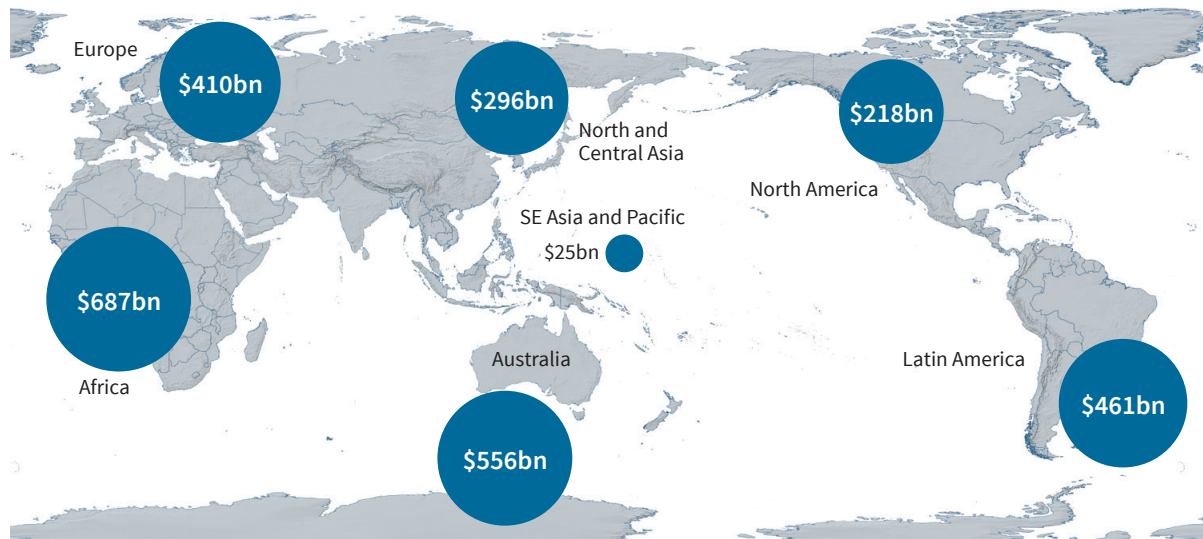 Europe
$410bn
$296bn
North and
Central Asia
$218bn
North America
SE Asia and Pacific
$25bn
$687bn
Africa
Australia
$556bn
Latin America
$461bn